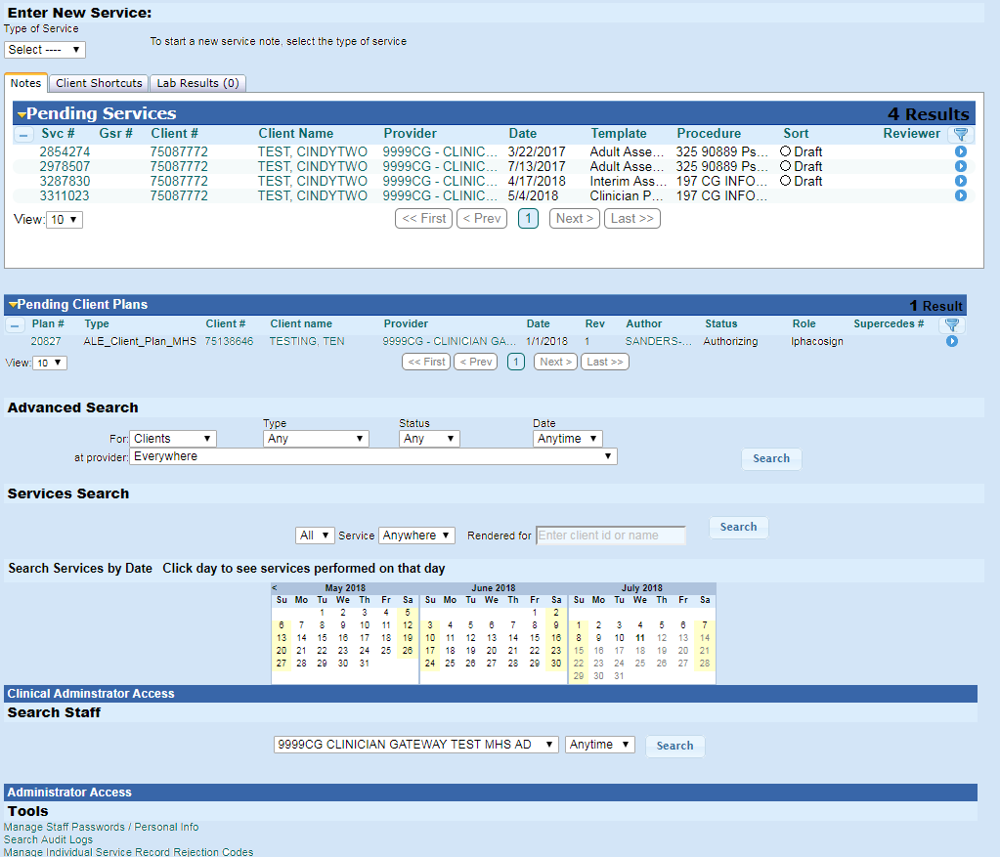 Enter New Service:
Type of Service
Select ---- To start a new service note, select the type of service
Notes Client Shortcuts Lab Results (0)
Pending Services 4 Results
Svc # Gsr # Client # Client Name Provider Date Template Procedure Sort Reviewer
2854274 75087772 TEST, CINDYTWO 9999CG - CLINIC... 3/22/2017 Adult Asse... 325 90889 Ps... Draft
2978507 75087772 TEST, CINDYTWO 9999CG - CLINIC... 7/13/2017 Adult Asse... 325 90889 Ps... Draft
3287830 75087772 TEST, CINDYTWO 9999CG - CLINIC... 4/17/2018 Interim Ass... 197 CG INFO... Draft
3311023 75087772 TEST, CINDYTWO 9999CG - CLINIC... 5/4/2018 Clinician P... 197 CG INFO...
View: 10 << First < Prev 1 Next > Last >>
Pending Client Plans 1 Result
Plan # Type Client # Client name Provider Date Rev Author Status Role Supercedes #
20827 ALE_Client_Plan_MHS 75138646 TESTING, TEN 9999CG - CLINICIAN GA... 1/1/2018 1 SANDERS-... Authorizing lphacosign
View: 10 << First < Prev 1 Next > Last >>
Advanced Search
Type Status Date
For: Clients Any Any Anytime
at provider: Everywhere Search
Services Search
All Service Anywhere Rendered for Enter client id or name Search
Search Services by Date Click day to see services performed on that day
< May 2018 June 2018 July 2018
Su Mo Tu We Th Fr Sa Su Mo Tu We Th Fr Sa Su Mo Tu We Th Fr Sa
1 2 3 4 5 1 2
6 7 8 9 10 11 12 3 4 5 6 7 8 9 1 2 3 4 5 6 7
13 14 15 16 17 18 19 10 11 12 13 14 15 16 8 9 10 11 12 13 14
20 21 22 23 24 25 26 17 18 19 20 21 22 23 15 16 17 18 19 20 21
27 28 29 30 31 24 25 26 27 28 29 30 22 23 24 25 26 27 28
29 30 31
Clinical Adminstrator Access
Search Staff
9999CG CLINICIAN GATEWAY TEST MHS AD Anytime Search
Administrator Access
Tools
Manage Staff Passwords / Personal Info
Search Audit Logs
Manage Individual Service Record Rejection Codes